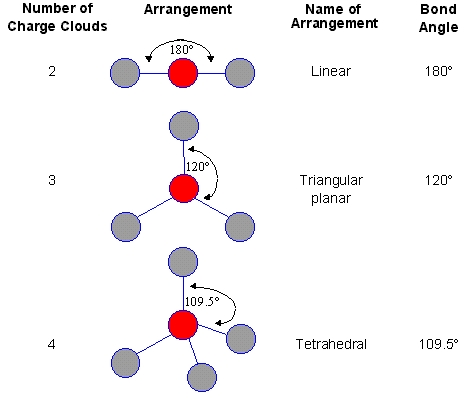 Number of Charge Clouds
Arrangement
Name of Arrangement
Bond Angle
2
180°
Linear
180°
3
120°
Triangular planar
120°
4
109.5°
Tetrahedral
109.5°